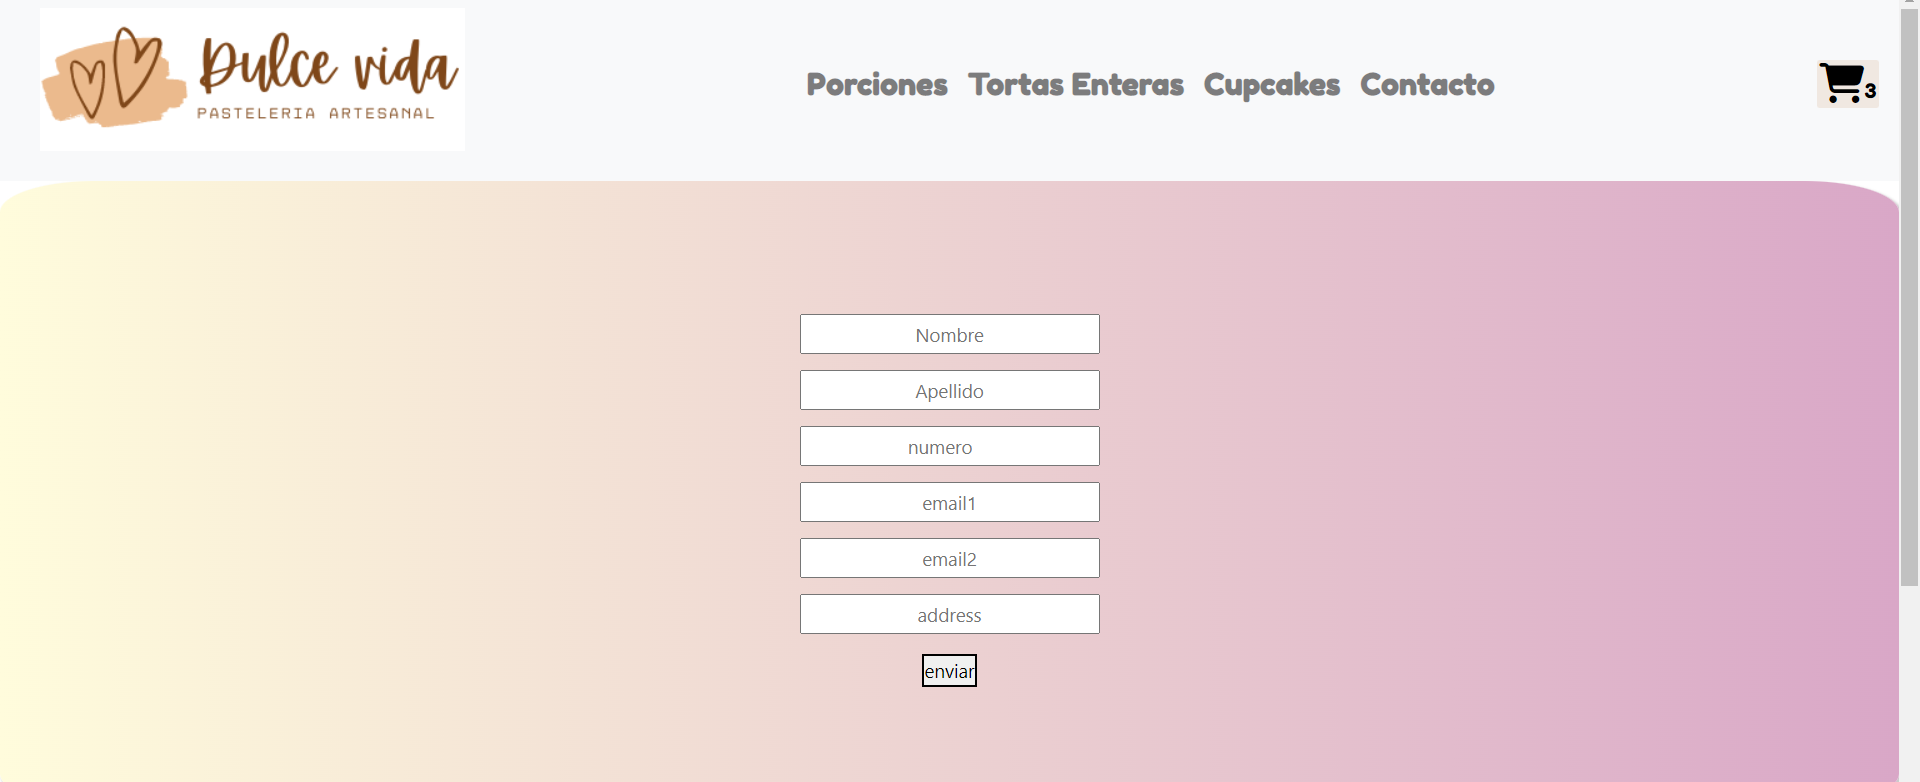 Dulce vida
PASTELERIA ARTESANAL
Porciones Tortas Enteras Cupcakes Contacto
3
Nombre
Apellido
numero
email1
email2
address
enviar